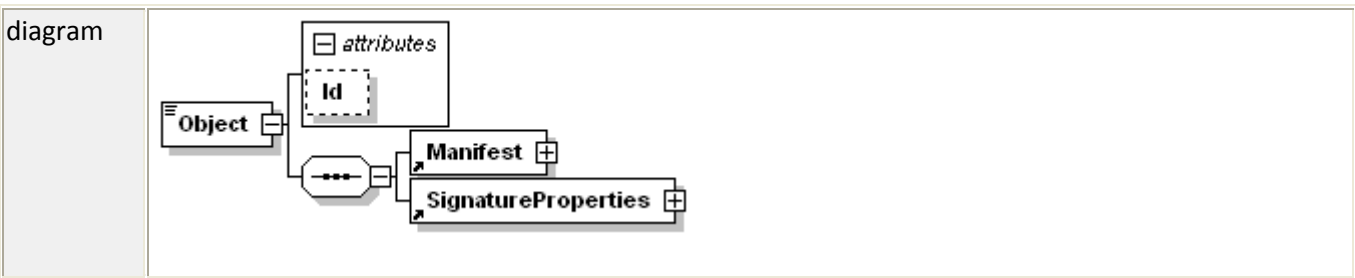 diagram
attributes
Id
Object
Manifest
SignatureProperties